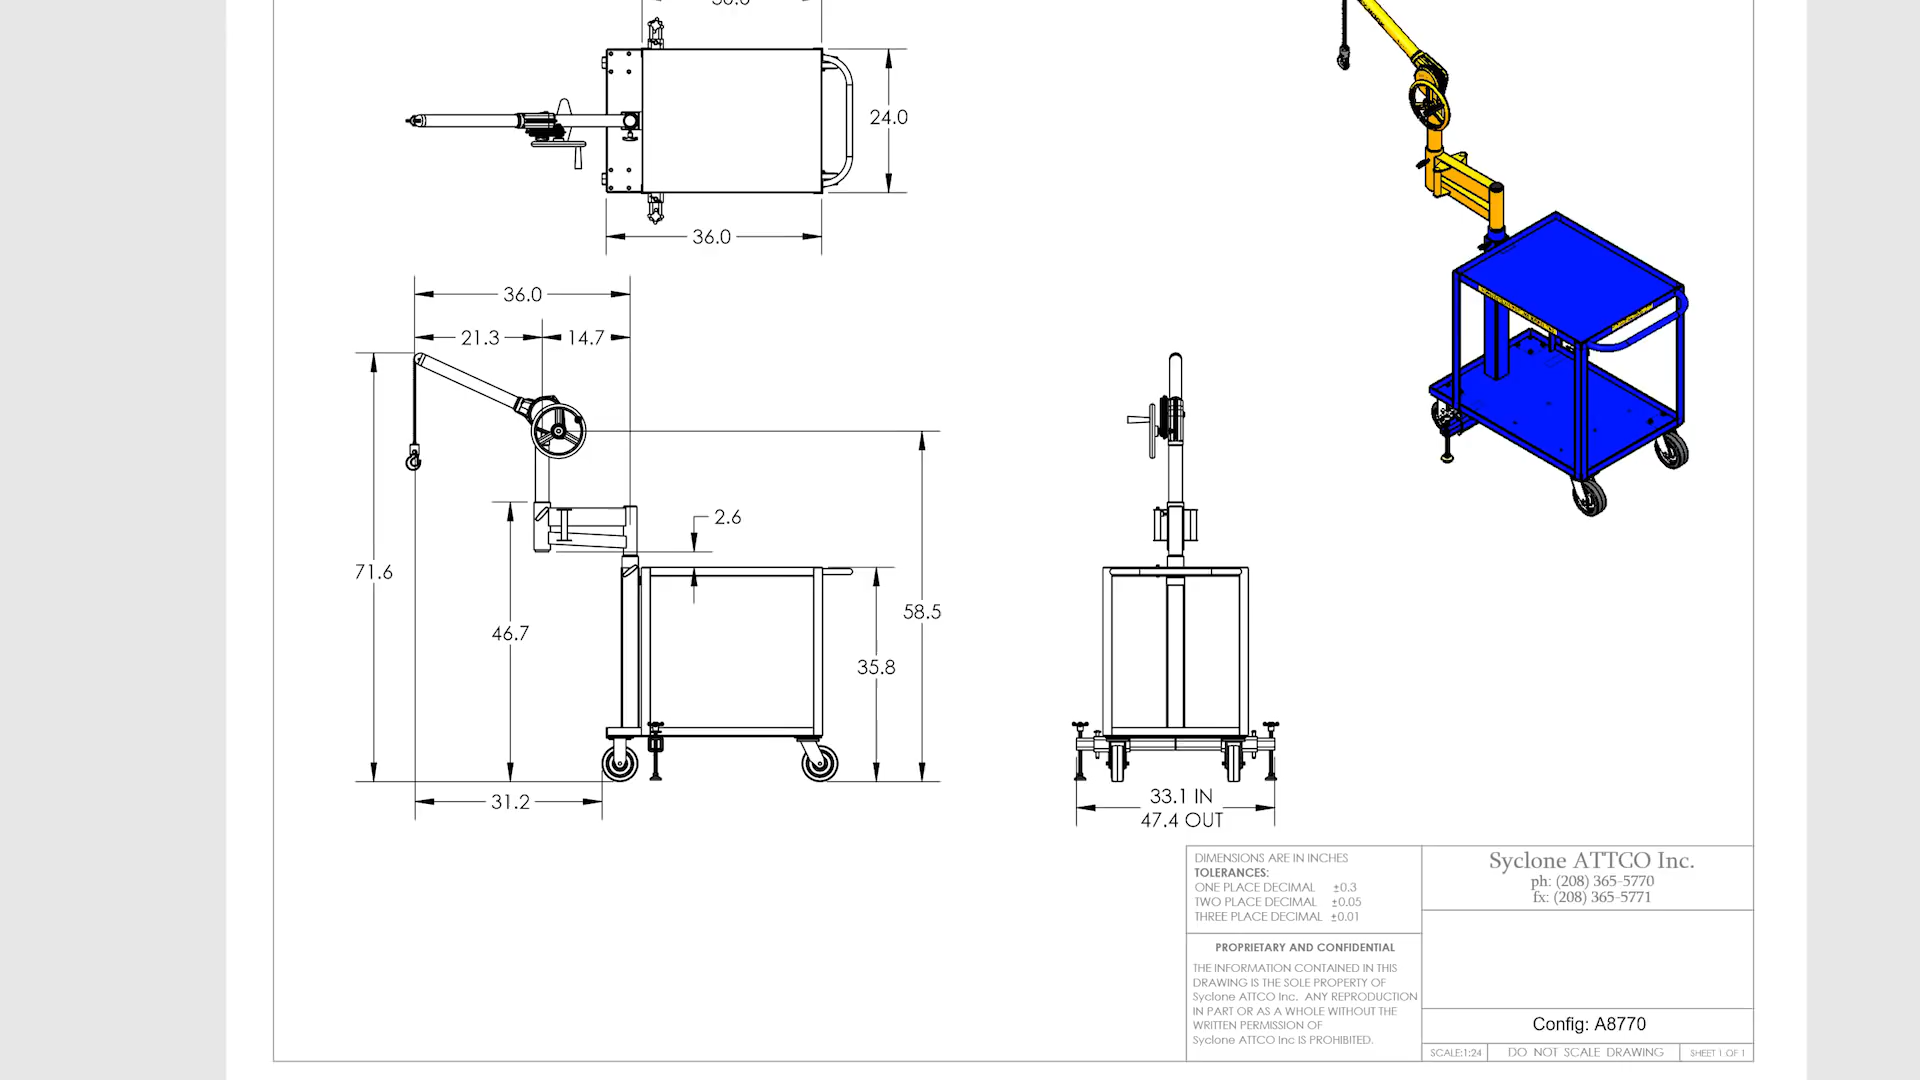 24.0
36.0
36.0
21.3
14.7
2.6
71.6
58.5
46.7
35.8
31.2
33.1 IN
47.4 OUT
DIMENSIONS ARE IN INCHES
TOLERANCES:
ONE PLACE DECIMAL ±0.3
TWO PLACE DECIMAL ±0.05
THREE PLACE DECIMAL ±0.01
PROPRIETARY AND CONFIDENTIAL
THE INFORMATION CONTAINED IN THIS
DRAWING IS THE SOLE PROPERTY OF
Syclone ATTCO Inc. ANY REPRODUCTION
IN PART OR AS A WHOLE WITHOUT THE
WRITTEN PERMISSION OF
Syclone ATTCO Inc IS PROHIBITED.
Syclone ATTCO Inc.
ph: (208) 365-5770
fx: (208) 365-5771
Config: A8770
SCALE:1:24
DO NOT SCALE DRAWING
SHEET 1 OF 1